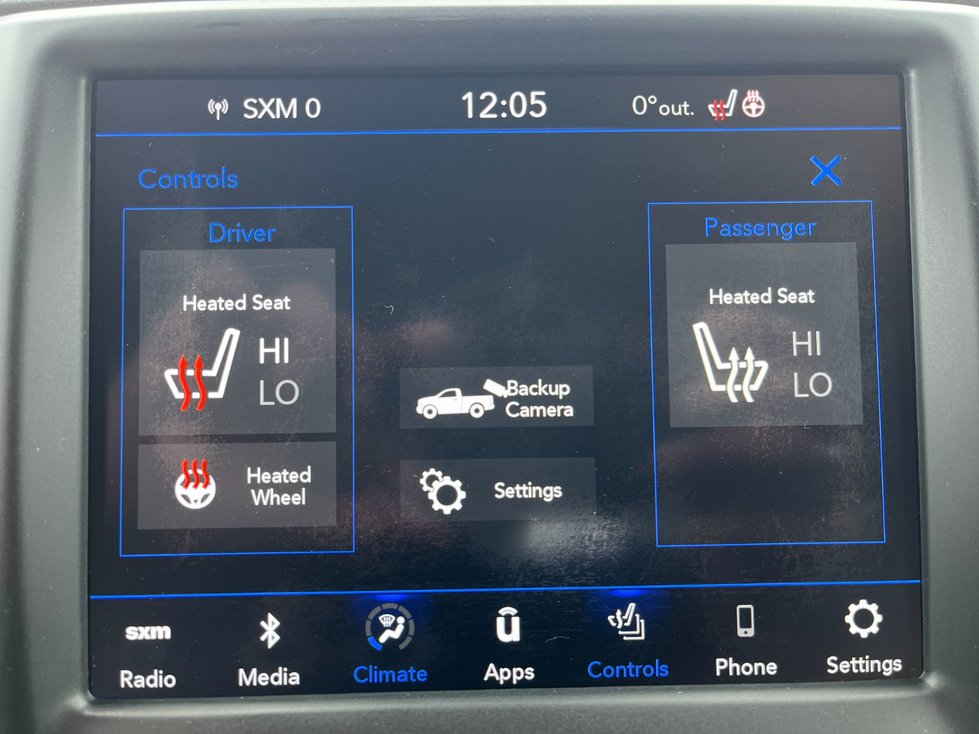 SXM 0 12:05 0° out.
Controls
Driver
Passenger
Heated Seat
HI
LO
Heated Seat
HI
LO
Backup
Camera
Heated
Wheel
Settings
sxm
Radio
Media
Climate
u
Apps
Controls
Phone
Settings